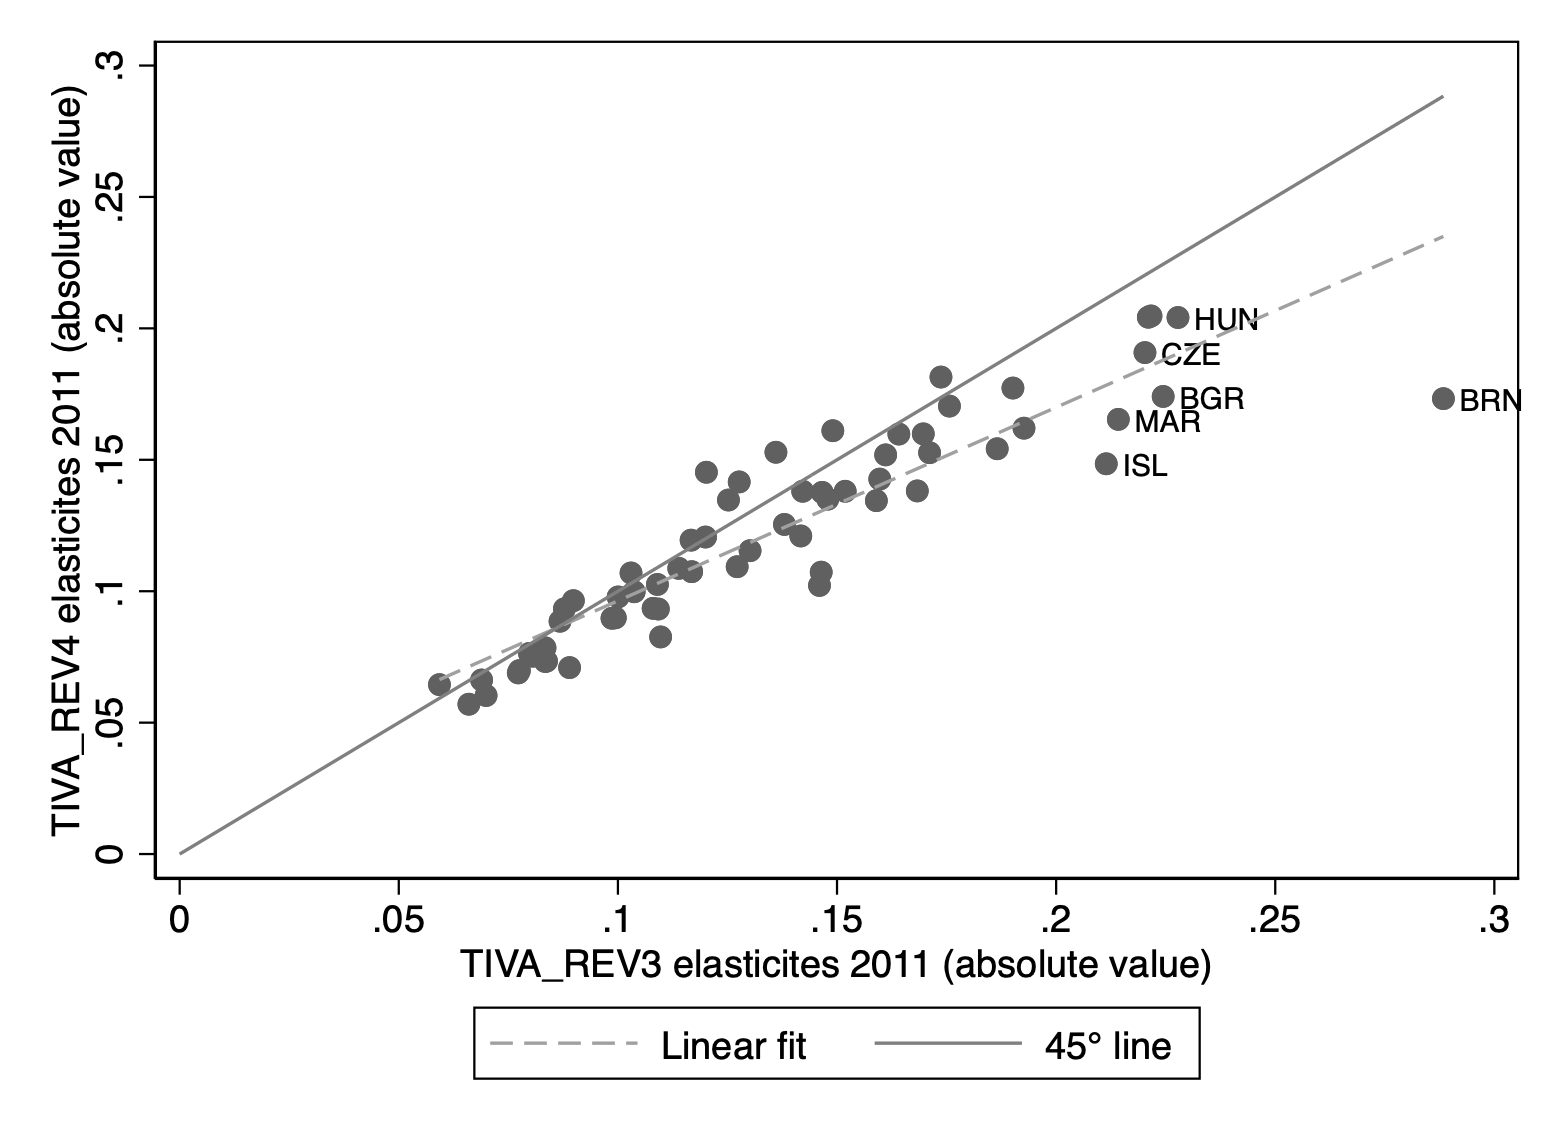 TIVA_REV4 elasticites 2011 (absolute value)
.3
.25
.2
.15
.1
.05
0
HUN
CZE
BGR
BRN
MAR
ISL
0 .05 .1 .15 .2 .25 .3
TIVA_REV3 elasticites 2011 (absolute value)
Linear fit 45° line